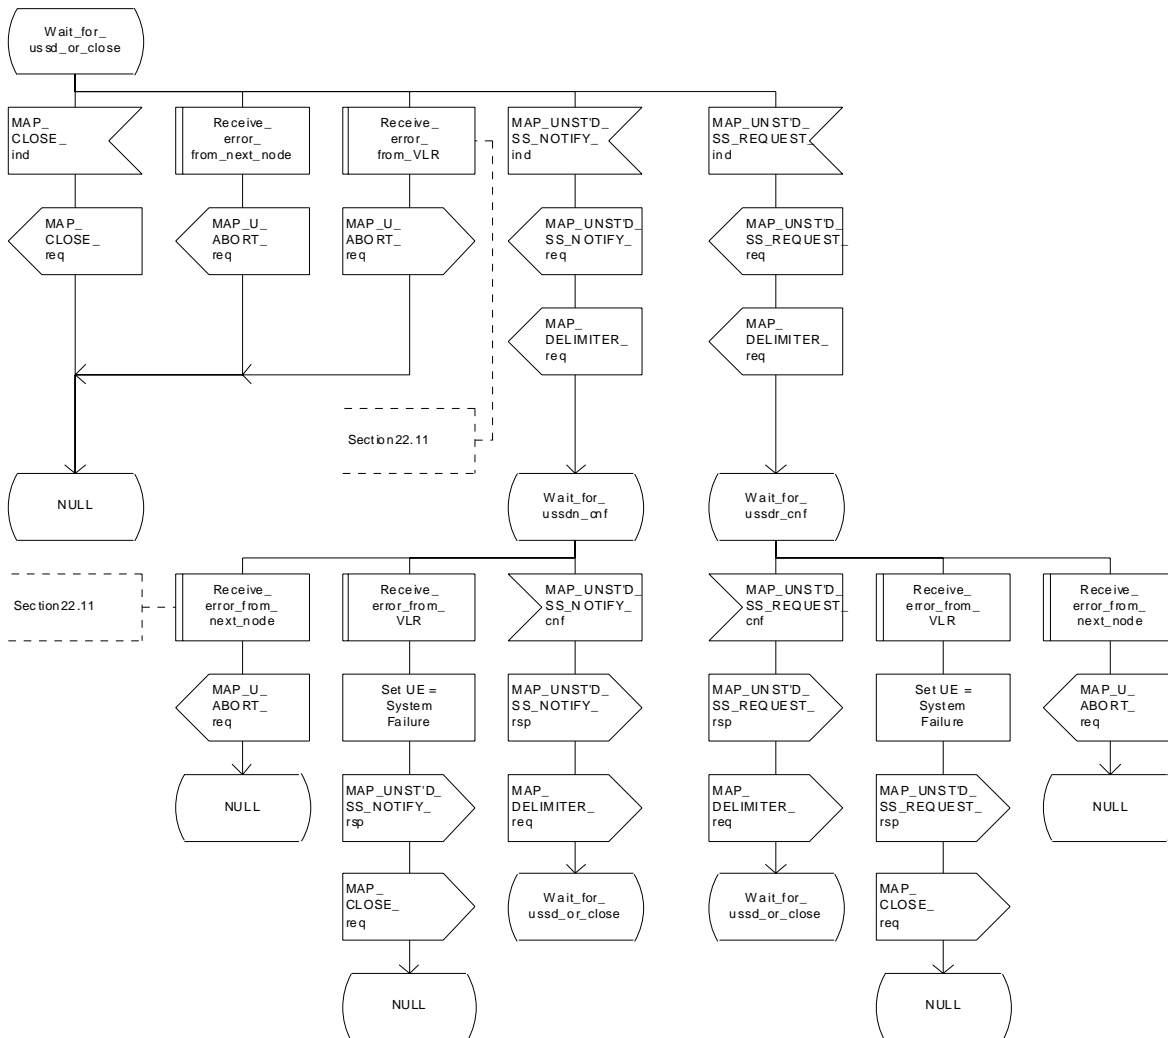 Wait_for_
ussd_or_close
MAP_
CLOSE_
ind
Receive_
error_
from_next_node
Receive_
error_
from_VLR
MAP_UNST'D_
SS_NOTIFY_
ind
MAP_UNST'D_
SS_REQUEST_
ind
MAP_
CLOSE_
req
MAP_U_
ABORT_
req
MAP_U_
ABORT_
req
MAP_UNST'D_
SS_NOTIFY_
req
MAP_UNST'D_
SS_REQUEST_
req
MAP_
DELIMITER_
req
MAP_
DELIMITER_
req
Section 22.11
NULL
Wait_for_
ussdn_cnf
Wait_for_
ussdr_cnf
Section 22.11
Receive_
error_from_
next_node
Receive_
error_from_
VLR
MAP_UNST'D_
SS_NOTIFY_
cnf
MAP_UNST'D_
SS_REQUEST_
cnf
Receive_
error_from_
VLR
Receive_
error_from_
next_node
MAP_U_
ABORT_
req
Set UE =
System
Failure
MAP_UNST'D_
SS_NOTIFY_
rsp
MAP_UNST'D_
SS_REQUEST_
rsp
Set UE =
System
Failure
MAP_U_
ABORT_
req
NULL
MAP_UNST'D_
SS_NOTIFY_
rsp
MAP_
DELIMITER_
req
MAP_
DELIMITER_
req
MAP_UNST'D_
SS_REQUEST_
rsp
NULL
MAP_
CLOSE_
req
Wait_for_
ussd_or_close
Wait_for_
ussd_or_close
MAP_
CLOSE_
req
NULL
NULL